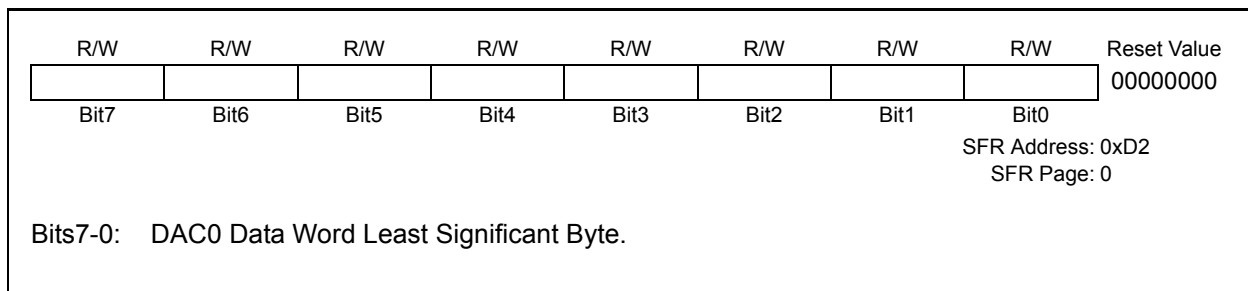 R/W R/W R/W R/W R/W R/W R/W R/W Reset Value
00000000
Bit7 Bit6 Bit5 Bit4 Bit3 Bit2 Bit1 Bit0
SFR Address: 0xD2
SFR Page: 0
Bits7-0: DAC0 Data Word Least Significant Byte.